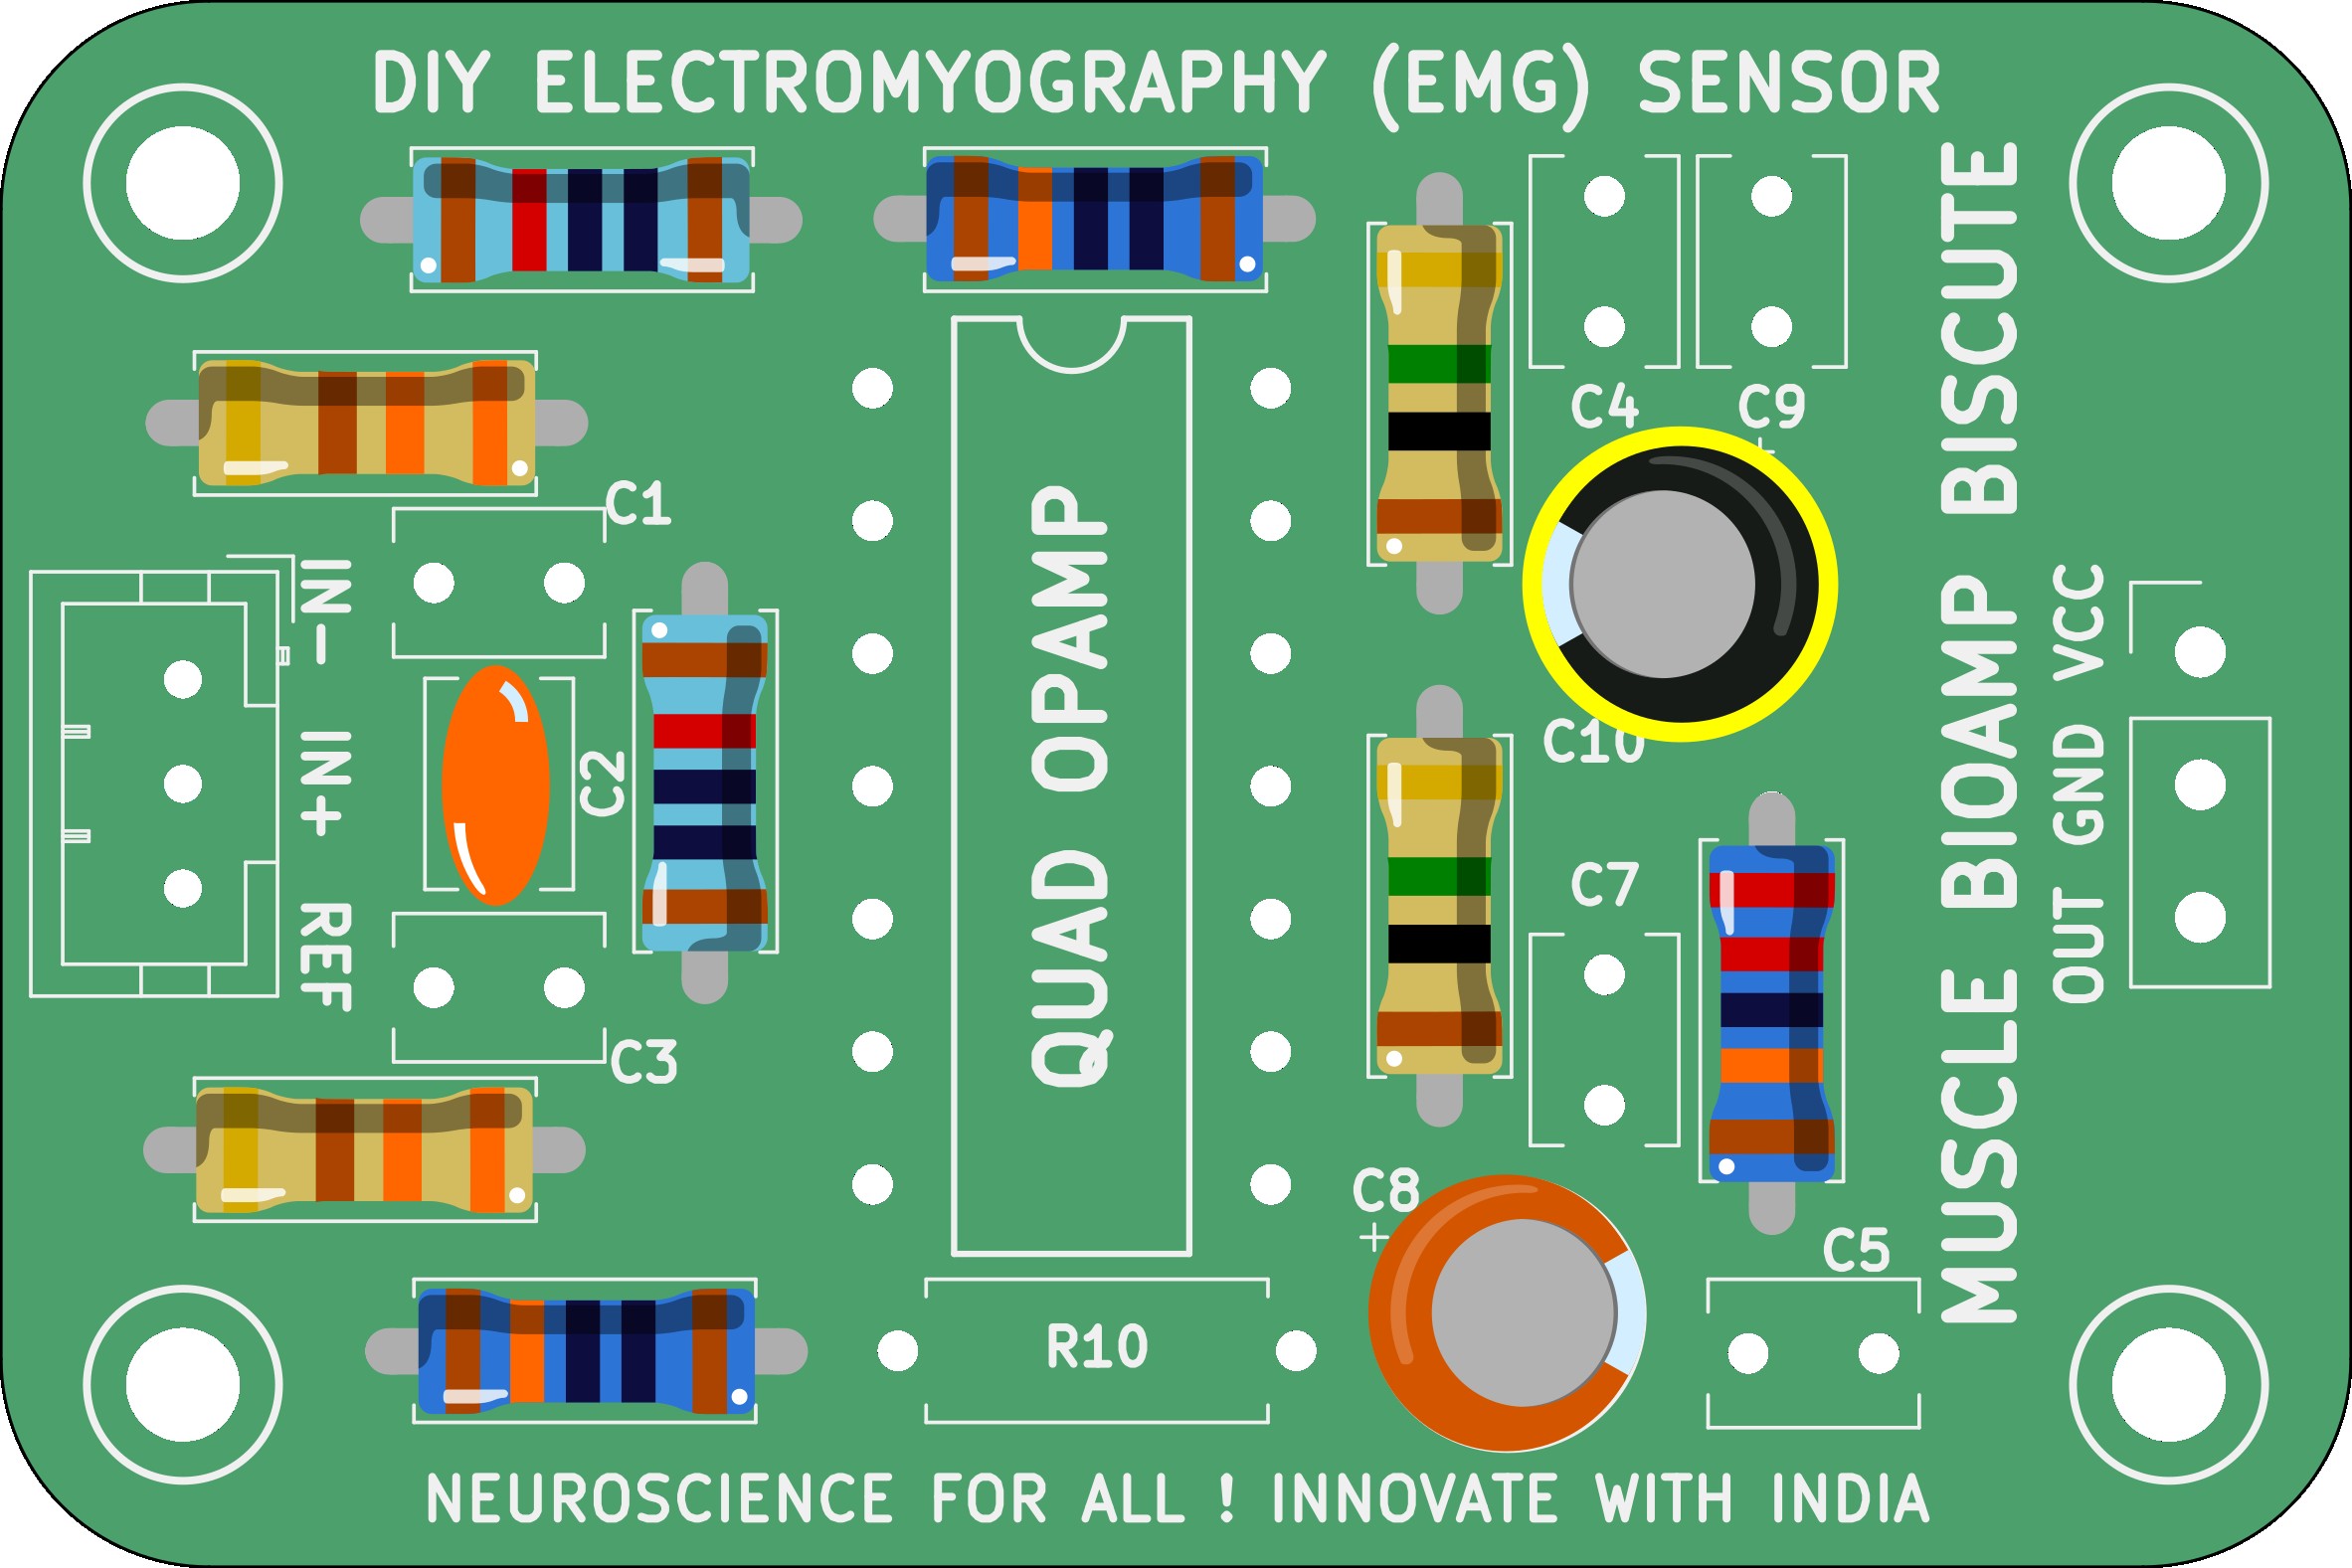 DIY ELECTROMYOGRAPHY (EMG) SENSOR
C4
C9
+
C1
IN-
IN+
REF
C2
C3
QUAD OPAMP
C10
C7
C8
+
C5
R10
MUSCLE BIOAMP BISCUTE
OUT GND VCC
NEUROSCIENCE FOR ALL ! INNOVATE WITH INDIA